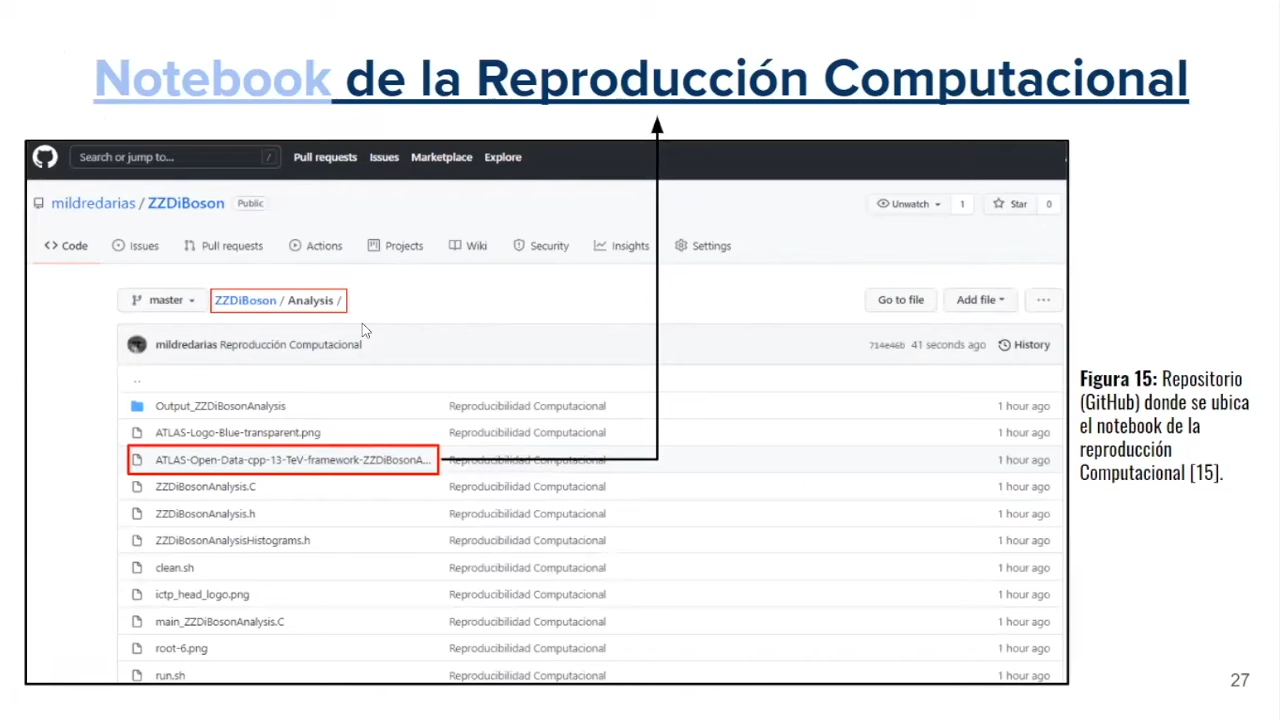 Notebook de la Reproducción Computacional
Search or jump to... /
Pull requests Issues Marketplace Explore
mildredarias / ZZDiBoson Public
Unwatch 1 Star 0
Code Issues Pull requests Actions Projects Wiki Security Insights Settings
master ZZDiBoson / Analysis /
Go to file Add file ...
mildredarias Reproducción Computacional 714e46b 41 seconds ago History
..
Output_ZZDiBosonAnalysis Reproducibilidad Computacional 1 hour ago
ATLAS-Logo-Blue-transparent.png Reproducibilidad Computacional 1 hour ago
ATLAS-Open-Data-cpp-13-TeV-framework-ZZDiBosonA... Reproducibilidad Computacional 1 hour ago
ZZDiBosonAnalysis.C Reproducibilidad Computacional 1 hour ago
ZZDiBosonAnalysis.h Reproducibilidad Computacional 1 hour ago
ZZDiBosonAnalysisHistograms.h Reproducibilidad Computacional 1 hour ago
clean.sh Reproducibilidad Computacional 1 hour ago
ictp_head_logo.png Reproducibilidad Computacional 1 hour ago
main_ZZDiBosonAnalysis.C Reproducibilidad Computacional 1 hour ago
root-6.png Reproducibilidad Computacional 1 hour ago
run.sh Reproducibilidad Computacional 1 hour ago
Figura 15: Repositorio
(GitHub) donde se ubica
el notebook de la
reproducción
Computacional [15].
27